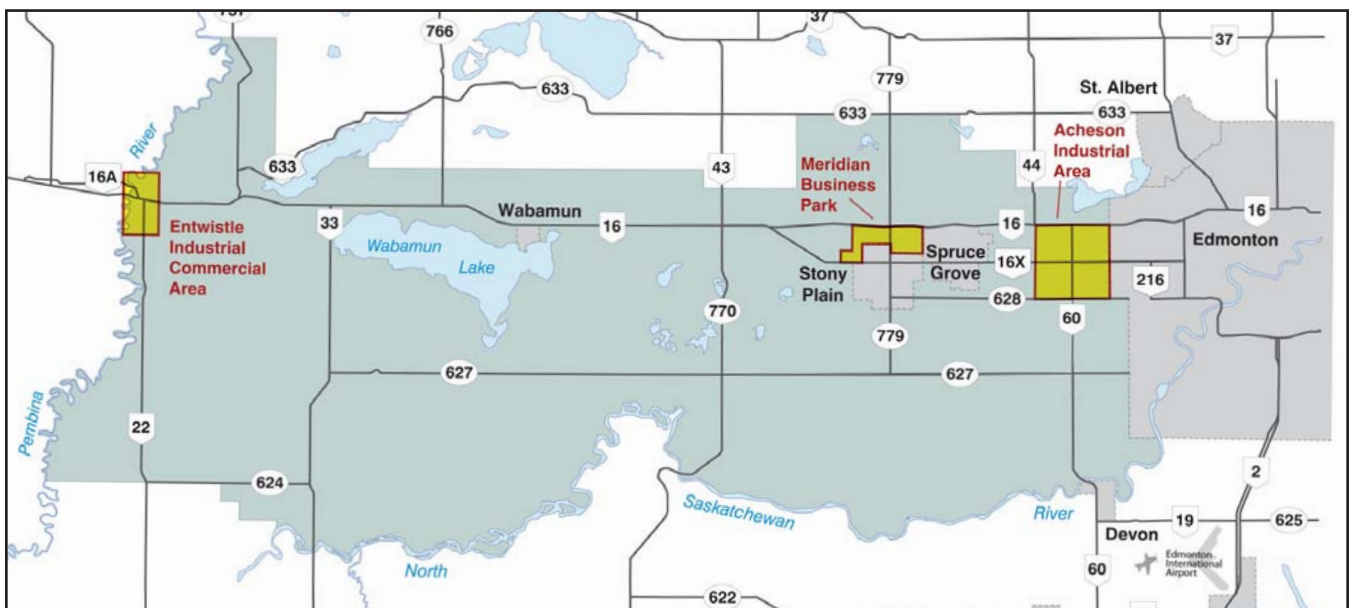 37
757
766
37
779
St. Albert
633
633
633
Acheson
Industrial
Area
River
633
43
Meridian
Business
Park
44
16A
Entwistle
Industrial
Commercial
Area
33
Wabamun
16
16
16
Wabamun
Lake
Spruce
Grove
16X
Edmonton
Stony
Plain
216
628
770
60
779
627
627
Pembina
22
624
2
Saskatchewan
River
19
625
Devon
North
Edmonton
International
Airport
60
622